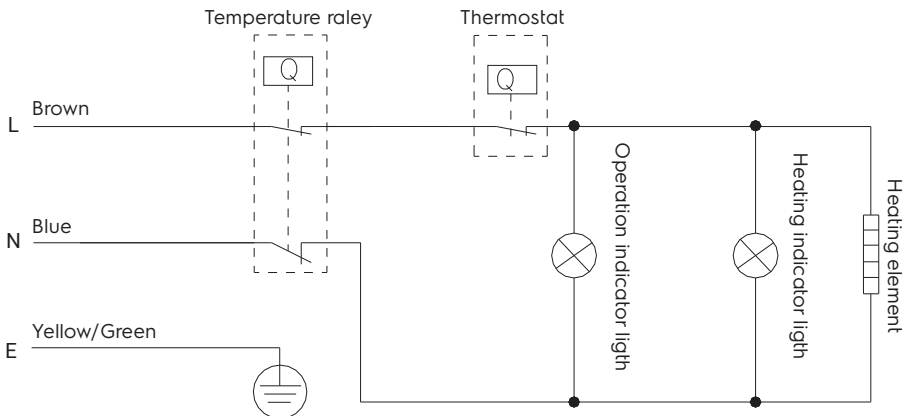 Temperature raley
Thermostat
Q
Q
L
Brown
N
Blue
E
Yellow/Green
Operation indicator ligth
Heating indicator ligth
Heating element